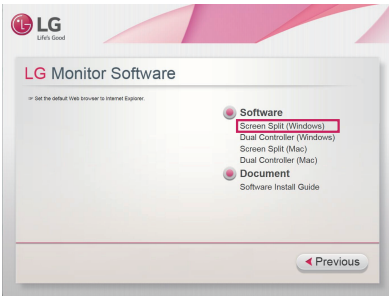 LG
Life's Good
LG Monitor Software
☞ Set the default Web browser to Internet Explorer.
Software
Screen Split (Windows)
Dual Controller (Windows)
Screen Split (Mac)
Dual Controller (Mac)
Document
Software Install Guide
Previous